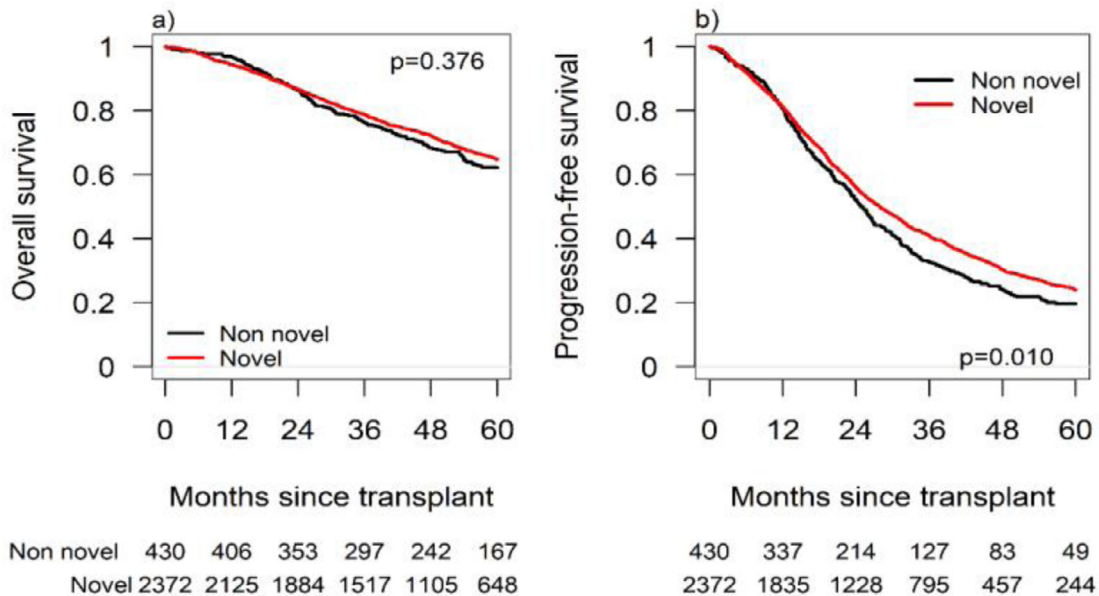 a)
p=0.376
Overall survival
1
0.8
0.6
0.4
0.2
0
Non novel
Novel
0 12 24 36 48 60
Months since transplant
Non novel 430 406 353 297 242 167
Novel 2372 2125 1884 1517 1105 648
b)
Non novel
Novel
Progression-free survival
1
0.8
0.6
0.4
0.2
0
p=0.010
0 12 24 36 48 60
Months since transplant
430 337 214 127 83 49
2372 1835 1228 795 457 244